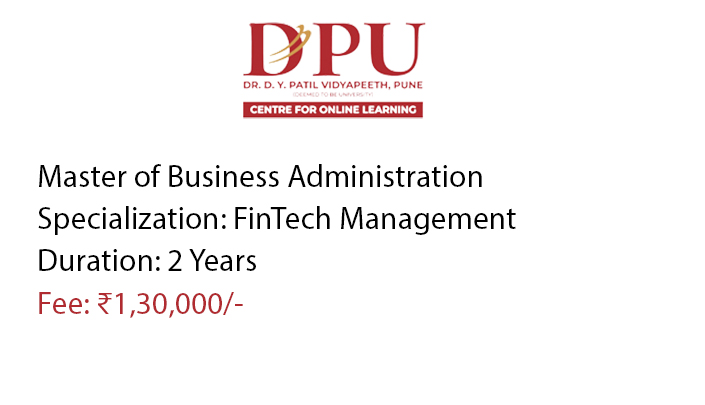 DPU
DR. D. Y. PATIL VIDYAPEETH, PUNE
(DEEMED TO BE UNIVERSITY)
CENTRE FOR ONLINE LEARNING
Master of Business Administration
Specialization: FinTech Management
Duration: 2 Years
Fee: ₹1,30,000/-